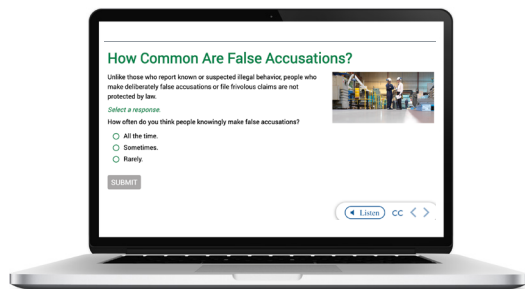 How Common Are False Accusations?
Unlike those who report known or suspected illegal behavior, people who
make deliberately false accusations or file frivolous claims are not
protected by law.
Select a response.
How often do you think people knowingly make false accusations?
All the time.
Sometimes.
Rarely.
SUBMIT
Listen CC